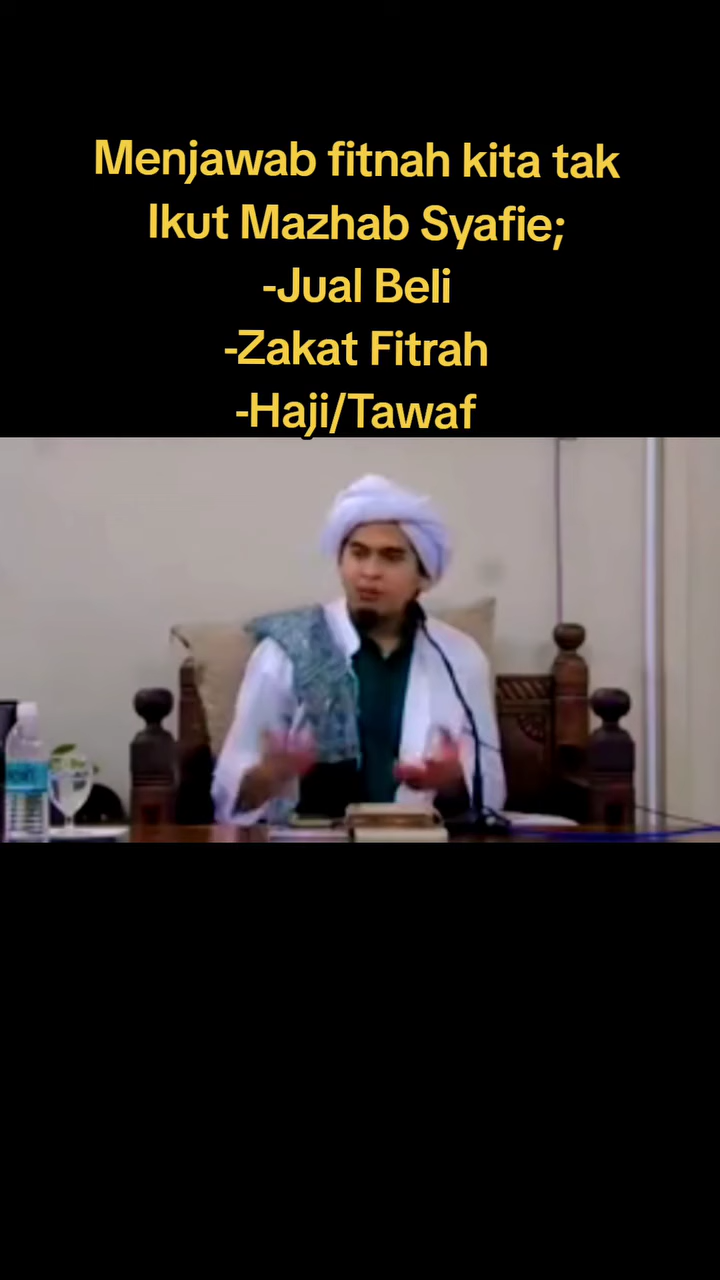 Menjawab fitnah kita tak
Ikut Mazhab Syafie;
-Jual Beli
-Zakat Fitrah
-Haji/Tawaf